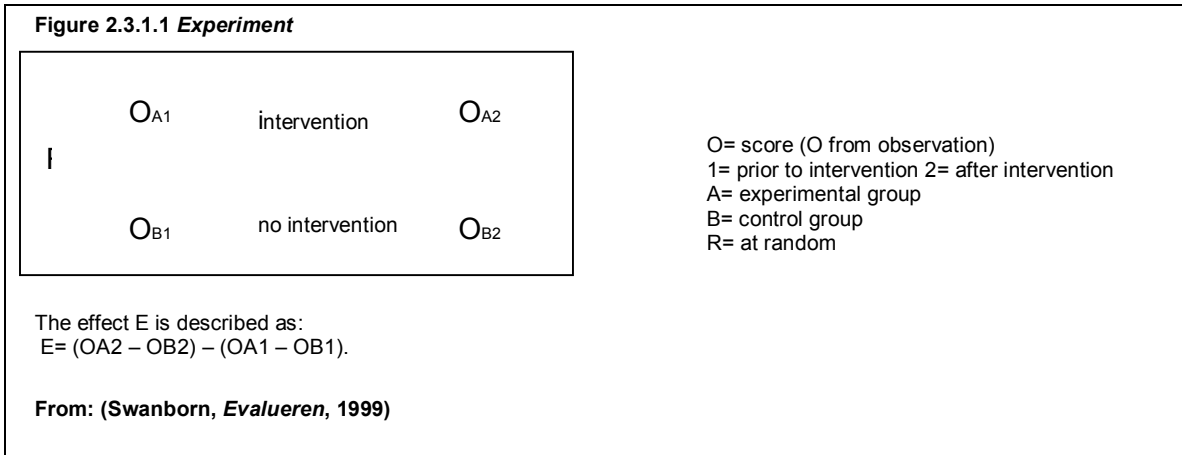 Figure 2.3.1.1 Experiment
OA1 intervention OA2
OB1 no intervention OB2
O= score (O from observation)
1= prior to intervention 2= after intervention
A= experimental group
B= control group
R= at random
The effect E is described as:
E= (OA2 – OB2) – (OA1 – OB1).
From: (Swanborn, Evalueren, 1999)